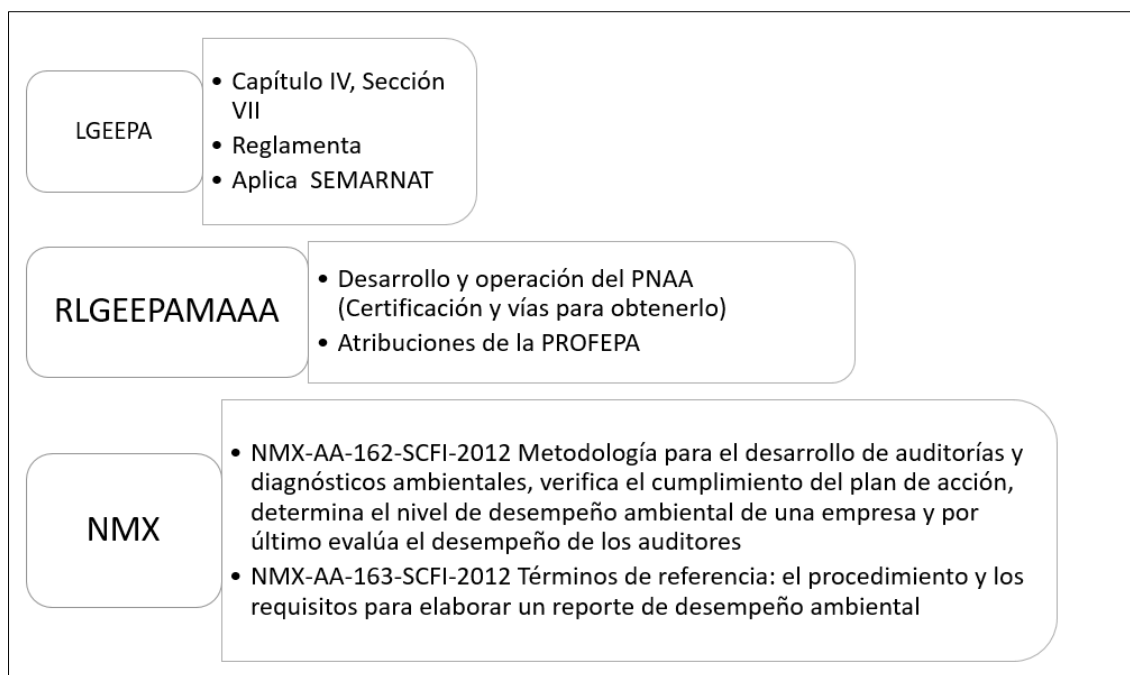 LGEEPA
• Capítulo IV, Sección
VII
• Reglamenta
• Aplica SEMARNAT
RLGEEPAMAAA
• Desarrollo y operación del PNAA
(Certificación y vías para obtenerlo)
• Atribuciones de la PROFEPA
NMX
• NMX-AA-162-SCFI-2012 Metodología para el desarrollo de auditorías y
diagnósticos ambientales, verifica el cumplimiento del plan de acción,
determina el nivel de desempeño ambiental de una empresa y por
último evalúa el desempeño de los auditores
• NMX-AA-163-SCFI-2012 Términos de referencia: el procedimiento y los
requisitos para elaborar un reporte de desempeño ambiental